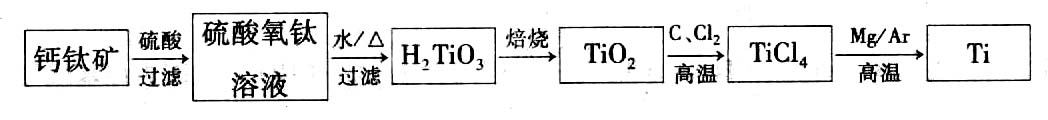 钙钛矿 硫酸 过滤 硫酸氧钛 溶液 水/△ 过滤 H₂TiO₃ 焙烧 TiO₂ C、Cl₂ 高温 TiCl₄ Mg/Ar 高温 Ti